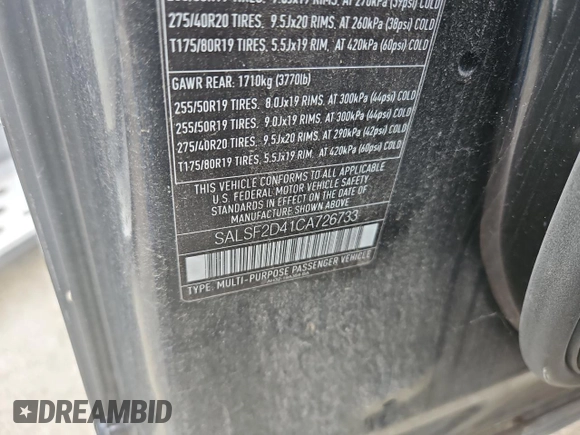 275/40R20 TIRES, 9.5Jx20 RIMS, AT 260kPa (38psi) COLD
T175/80R19 TIRES, 5.5Jx19 RIM, AT 420kPa (60psi) COLD
GAWR REAR: 1710kg (3770lb)
255/50R19 TIRES, 8.0Jx19 RIMS, AT 300kPa (44psi) COLD
255/50R19 TIRES, 9.0Jx19 RIMS, AT 300kPa (44psi) COLD
275/40R20 TIRES, 9.5Jx20 RIMS, AT 290kPa (42psi) COLD
T175/80R19 TIRES, 5.5Jx19 RIM, AT 420kPa (60psi) COLD
THIS VEHICLE CONFORMS TO ALL APPLICABLE
U.S. FEDERAL MOTOR VEHICLE SAFETY
STANDARDS IN EFFECT ON THE DATE OF
MANUFACTURE SHOWN ABOVE.
SALSF2D41CA726733
TYPE: MULTI-PURPOSE PASSENGER VEHICLE
DREAMBID